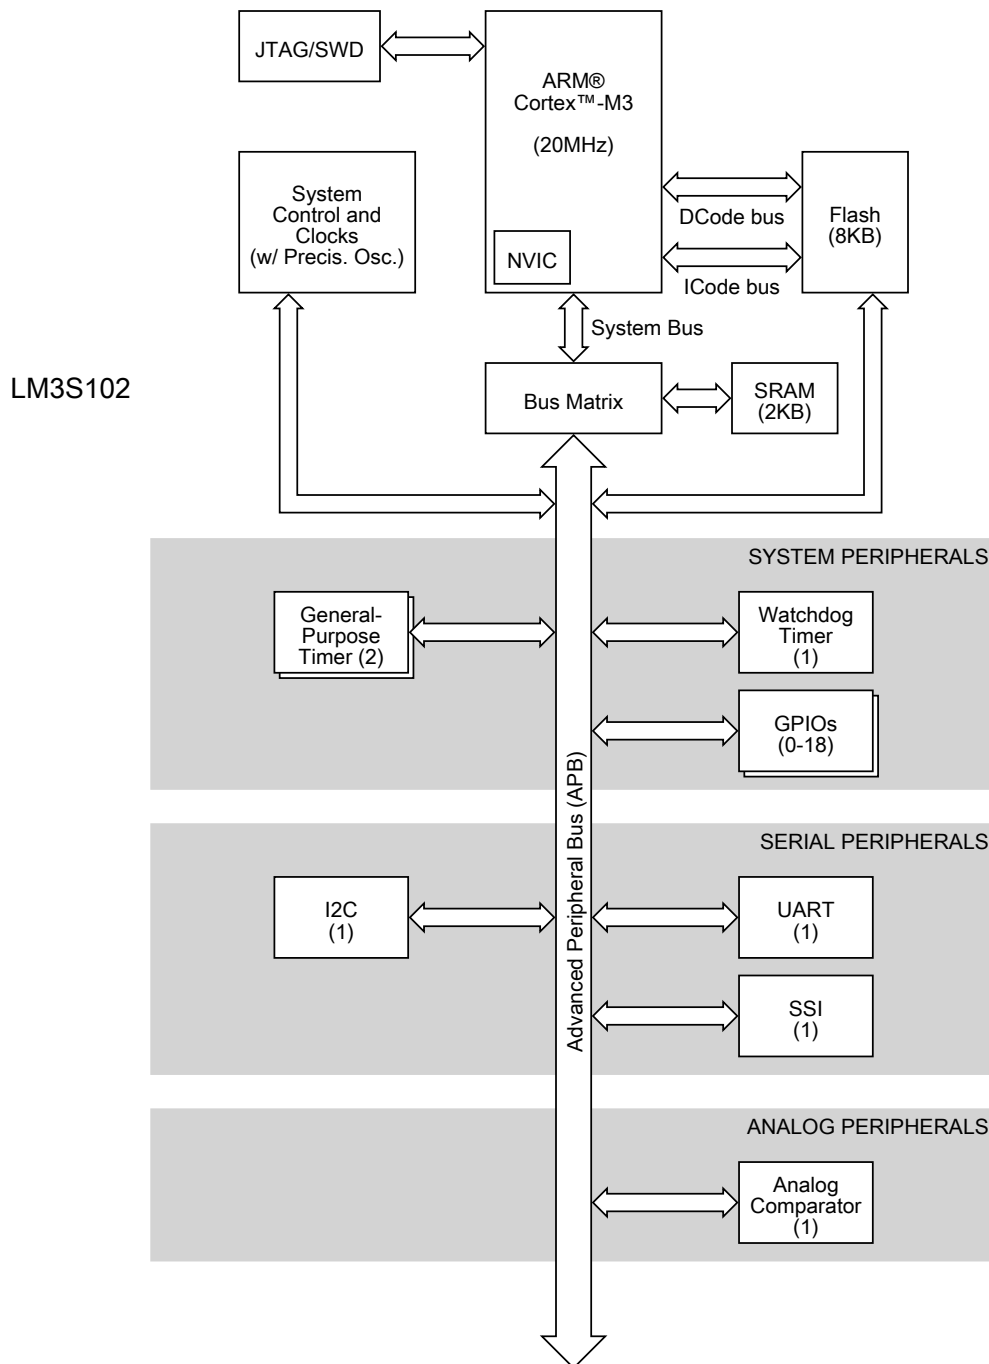 JTAG/SWD
ARM®
Cortex™-M3
(20MHz)
NVIC
System
Control and
Clocks
(w/ Precis. Osc.)
DCode bus
ICode bus
Flash
(8KB)
System Bus
LM3S102
Bus Matrix
SRAM
(2KB)
SYSTEM PERIPHERALS
General-
Purpose
Timer (2)
Watchdog
Timer
(1)
GPIOs
(0-18)
Advanced Peripheral Bus (APB)
SERIAL PERIPHERALS
I2C
(1)
UART
(1)
SSI
(1)
ANALOG PERIPHERALS
Analog
Comparator
(1)